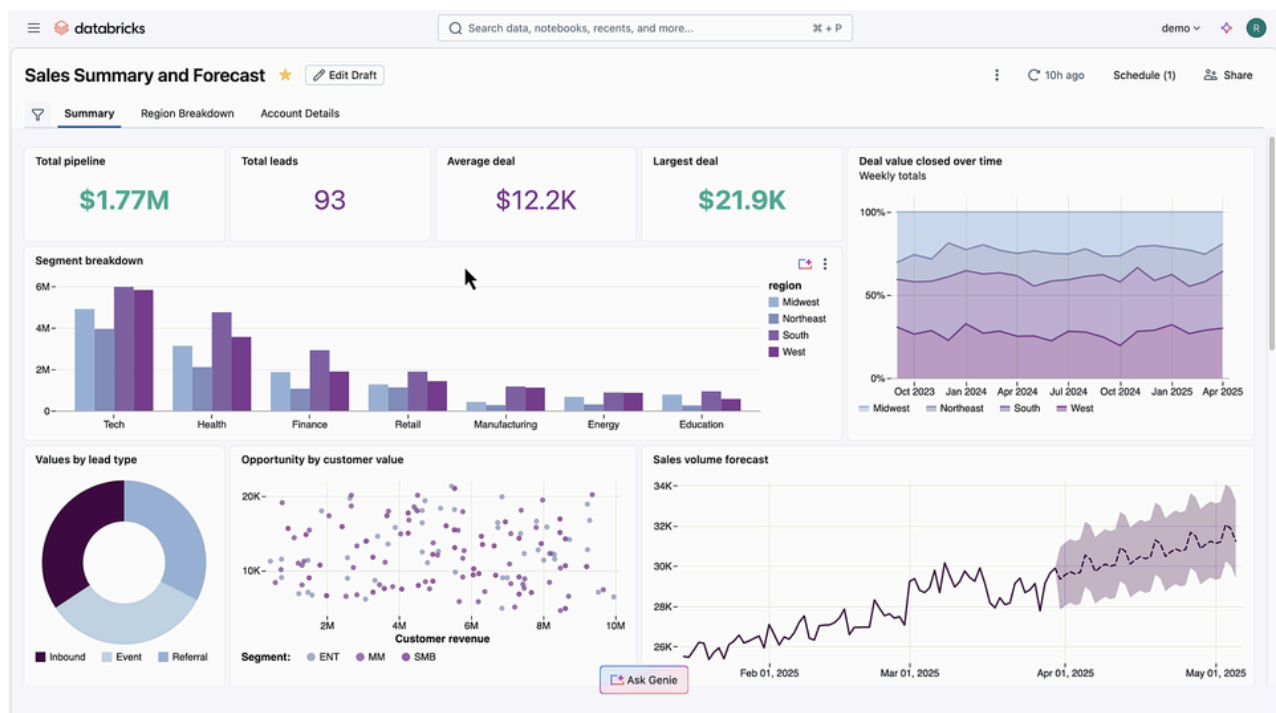 databricks
Search data, notebooks, recents, and more...
⌘ + P
demo
R
Sales Summary and Forecast
Edit Draft
10h ago
Schedule (1)
Share
Summary
Region Breakdown
Account Details
Total pipeline
$1.77M
Total leads
93
Average deal
$12.2K
Largest deal
$21.9K
Deal value closed over time
Weekly totals
100%
50%
0%
Oct 2023 Jan 2024 Apr 2024 Jul 2024 Oct 2024 Jan 2025 Apr 2025
Midwest Northeast South West
Segment breakdown
6M
4M
2M
0
Tech Health Finance Retail Manufacturing Energy Education
region
Midwest
Northeast
South
West
Values by lead type
Inbound Event Referral
Opportunity by customer value
20K
10K
2M 4M 6M 8M 10M
Customer revenue
Segment: ENT MM SMB
Sales volume forecast
34K
32K
30K
28K
26K
Feb 01, 2025 Mar 01, 2025 Apr 01, 2025 May 01, 2025
Ask Genie